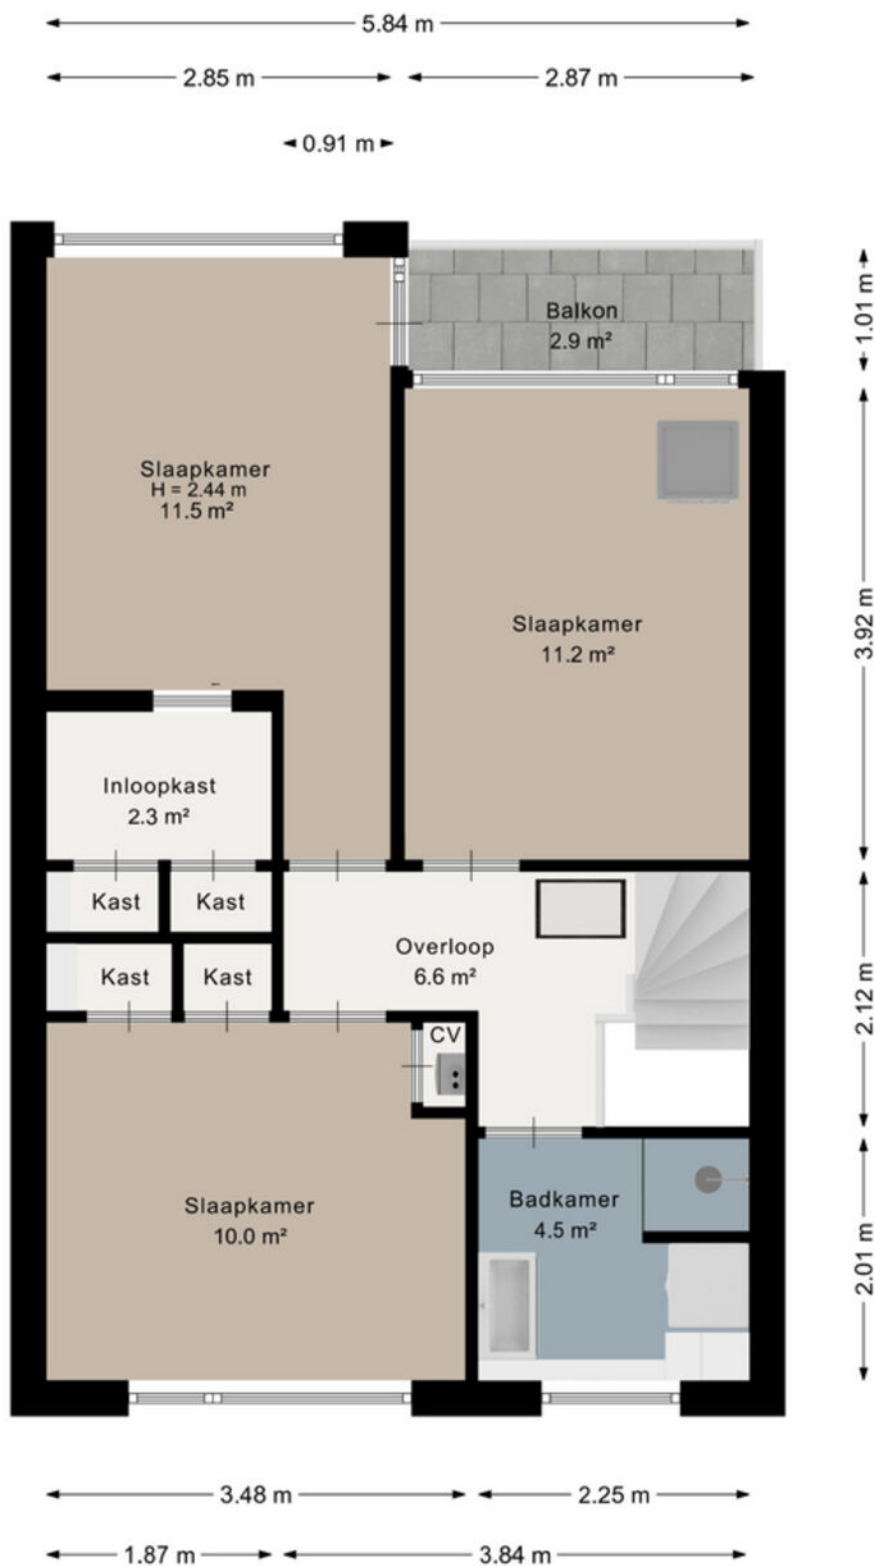 5.84 m
2.85 m
2.87 m
0.91 m
1.01 m
Balkon
2.9 m²
Slaapkamer
H = 2.44 m
11.5 m²
3.92 m
Slaapkamer
11.2 m²
Inloopkast
2.3 m²
Kast
Kast
Overloop
6.6 m²
Kast
Kast
2.12 m
CV
Slaapkamer
10.0 m²
Badkamer
4.5 m²
2.01 m
3.48 m
2.25 m
1.87 m
3.84 m